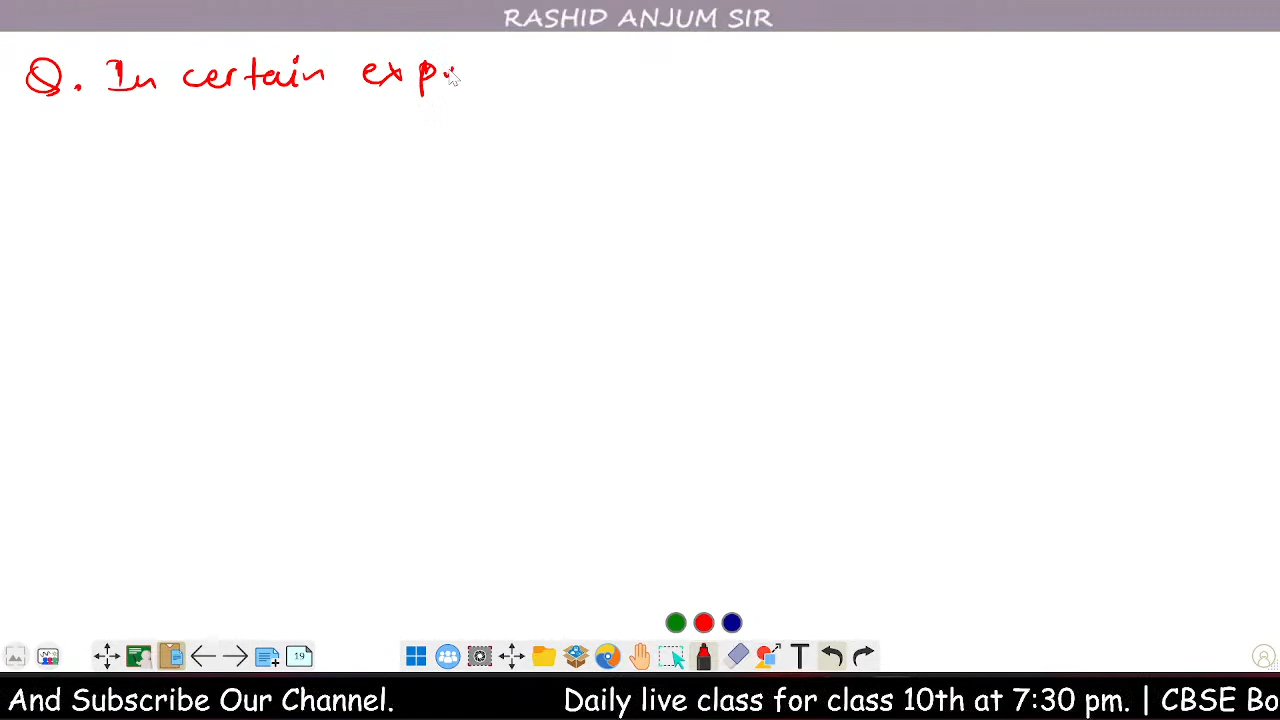 RASHID ANJUM SIR
Q. In certain exp
19
And Subscribe Our Channel. Daily live class for class 10th at 7:30 pm. | CBSE Bo